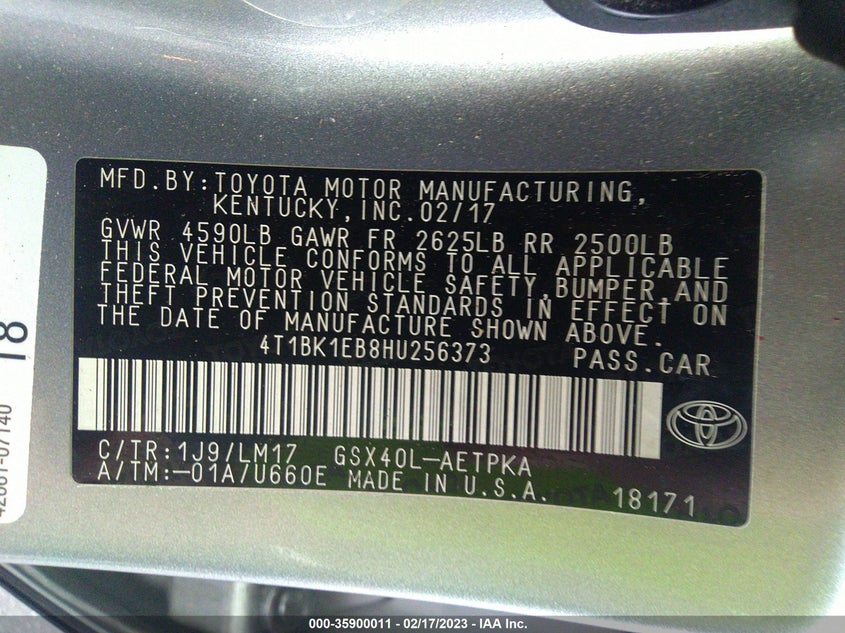 MFD.BY:TOYOTA MOTOR MANUFACTURING,
KENTUCKY,INC.02/17
GVWR 4590LB GAWR FR 2625LB RR 2500LB
THIS VEHICLE CONFORMS TO ALL APPLICABLE
FEDERAL MOTOR VEHICLE SAFETY,BUMPER,AND
THEFT PREVENTION STANDARDS IN EFFECT ON
THE DATE OF MANUFACTURE SHOWN ABOVE.
4T1BK1EB8HU256373 PASS.CAR
C/TR:1J9/LM17 GSX40L-AETPKA
A/TM:-01A/U660E MADE IN U.S.A. 18171
18
000-35900011 - 02/17/2023 - IAA Inc.